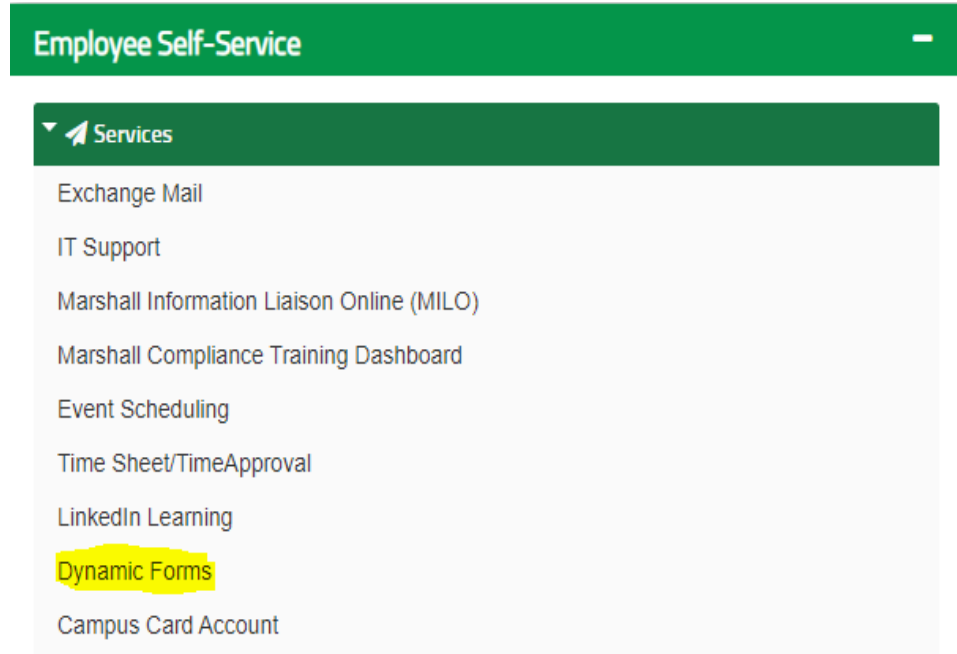 Employee Self-Service
Services
Exchange Mail
IT Support
Marshall Information Liaison Online (MILO)
Marshall Compliance Training Dashboard
Event Scheduling
Time Sheet/TimeApproval
LinkedIn Learning
Dynamic Forms
Campus Card Account